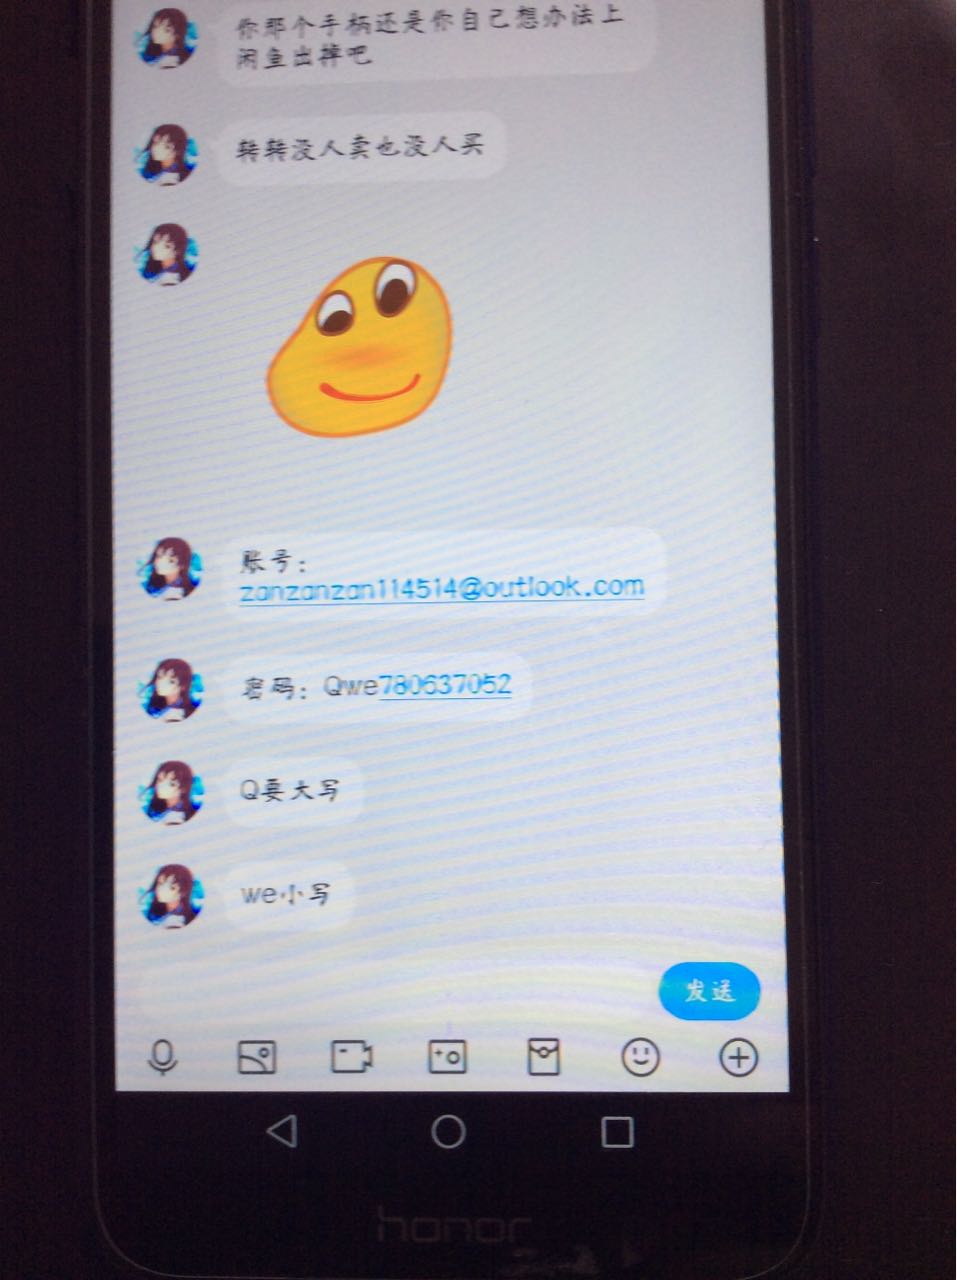 你那个手柄还是你自己想办法上
闲鱼出掉吧
转转没人卖也没人买
账号：
zanzanzan114514@outlook.com
密码：Qwe780637052
Q要大写
we小写
发送
honor